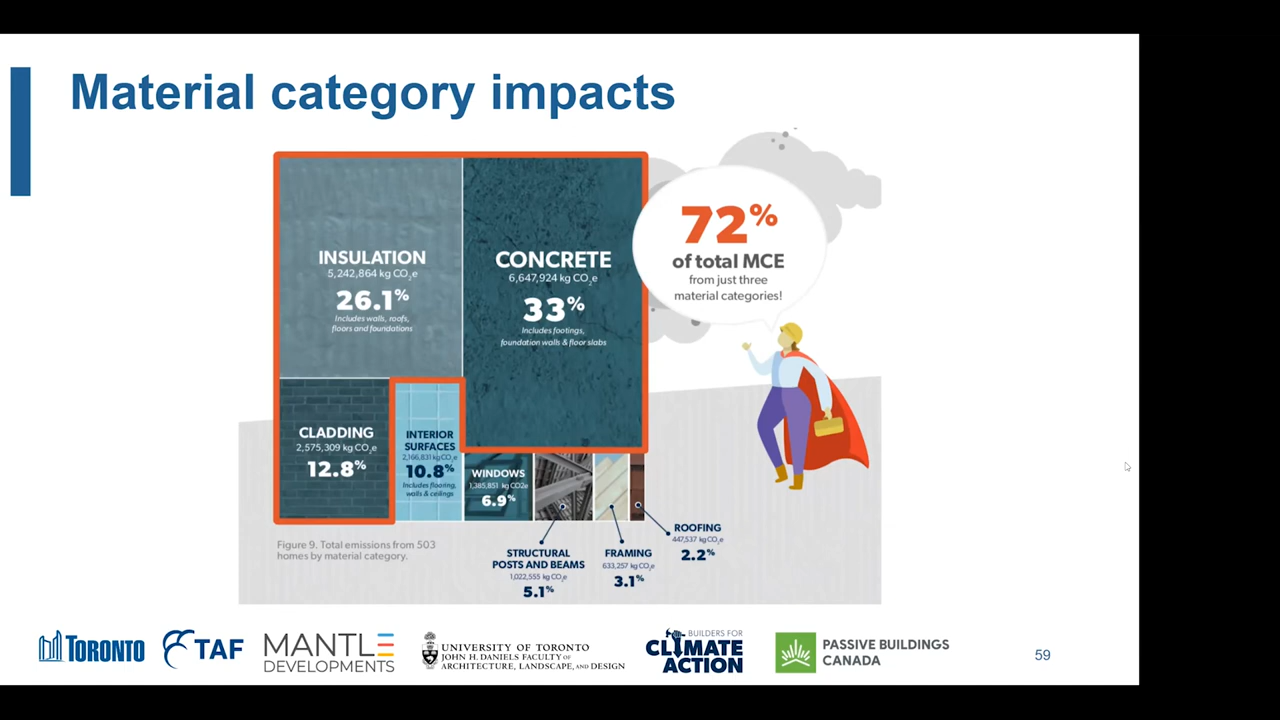 Material category impacts
INSULATION
5,242,864 kg CO2e
26.1%
Includes walls, roofs,
floors and foundations
CONCRETE
6,647,924 kg CO2e
33%
Includes footings,
foundation walls & floor slabs
72%
of total MCE
from just three
material categories!
CLADDING
2,575,309 kg CO2e
12.8%
INTERIOR
SURFACES
2,166,831 kg CO2e
10.8%
Includes flooring,
walls & ceilings
WINDOWS
1,385,851 kg CO2e
6.9%
STRUCTURAL
POSTS AND BEAMS
1,022,555 kg CO2e
5.1%
FRAMING
633,257 kg CO2e
3.1%
ROOFING
447,537 kg CO2e
2.2%
Figure 9. Total emissions from 503
homes by material category.
TORONTO
TAF
MANTLE
DEVELOPMENTS
UNIVERSITY OF TORONTO
JOHN H. DANIELS FACULTY OF
ARCHITECTURE, LANDSCAPE, AND DESIGN
BUILDERS FOR
CLIMATE
ACTION
PASSIVE BUILDINGS
CANADA
59